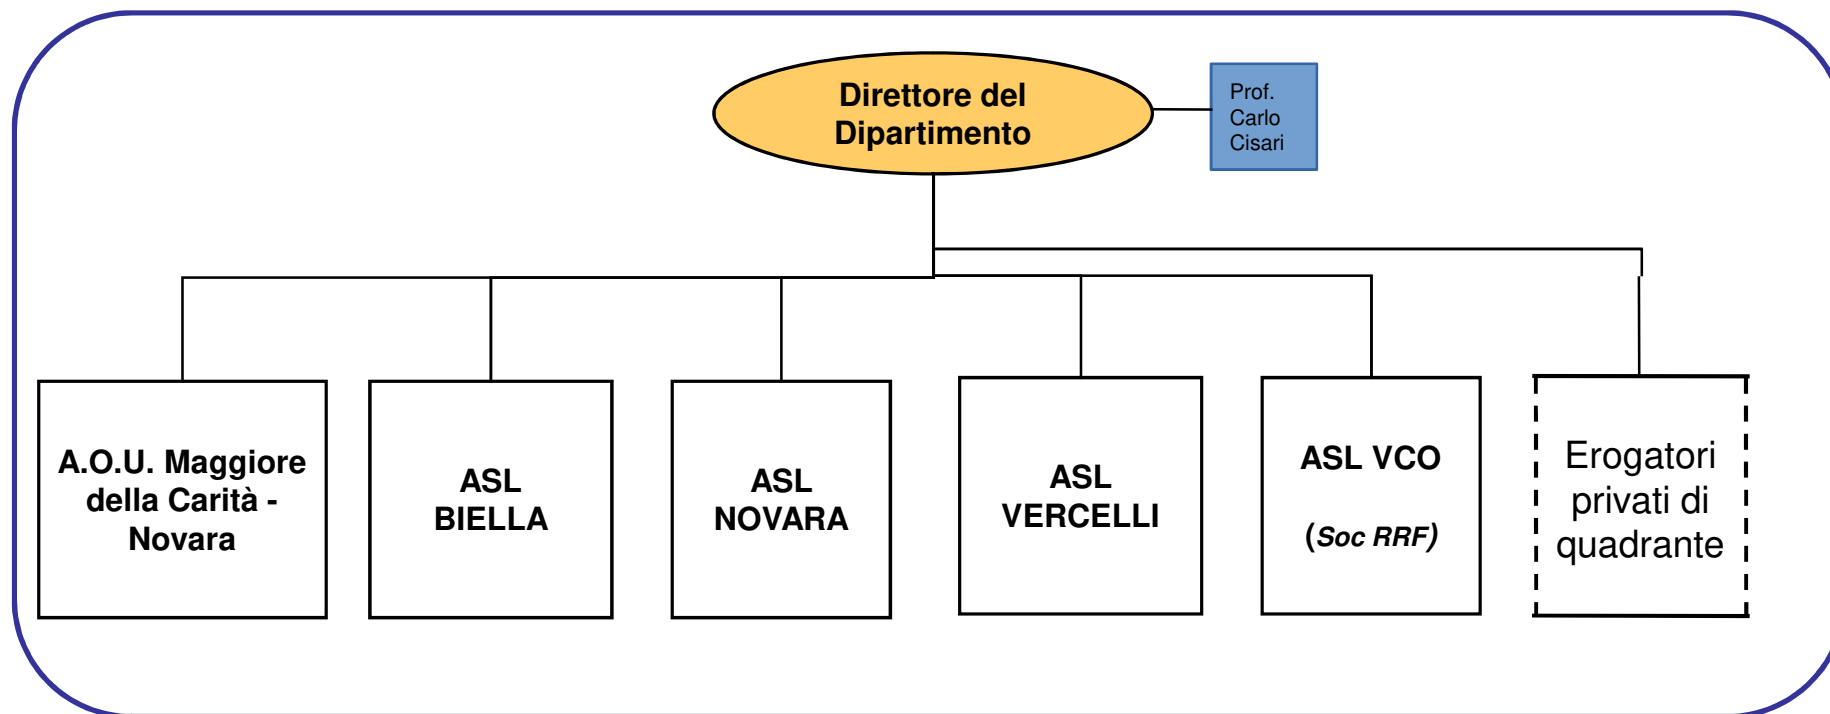 Direttore del
Dipartimento
Prof.
Carlo
Cisari
A.O.U. Maggiore
della Carità -
Novara
ASL
BIELLA
ASL
NOVARA
ASL
VERCELLI
ASL VCO
(Soc RRF)
Erogatori
privati di
quadrante